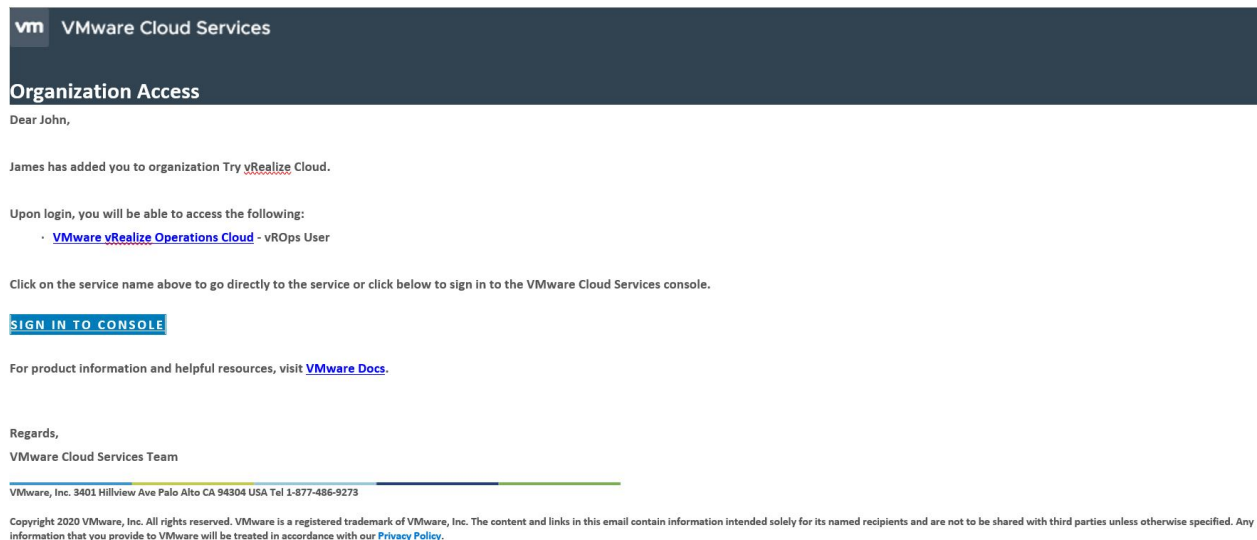 vm VMware Cloud Services
Organization Access
Dear John,
James has added you to organization Try vRealize Cloud.
Upon login, you will be able to access the following:
· VMware vRealize Operations Cloud - vROps User
Click on the service name above to go directly to the service or click below to sign in to the VMware Cloud Services console.
SIGN IN TO CONSOLE
For product information and helpful resources, visit VMware Docs.
Regards,
VMware Cloud Services Team
VMware, Inc. 3401 Hillview Ave Palo Alto CA 94304 USA Tel 1-877-486-9273
Copyright 2020 VMware, Inc. All rights reserved. VMware is a registered trademark of VMware, Inc. The content and links in this email contain information intended solely for its named recipients and are not to be shared with third parties unless otherwise specified. Any
information that you provide to VMware will be treated in accordance with our Privacy Policy.